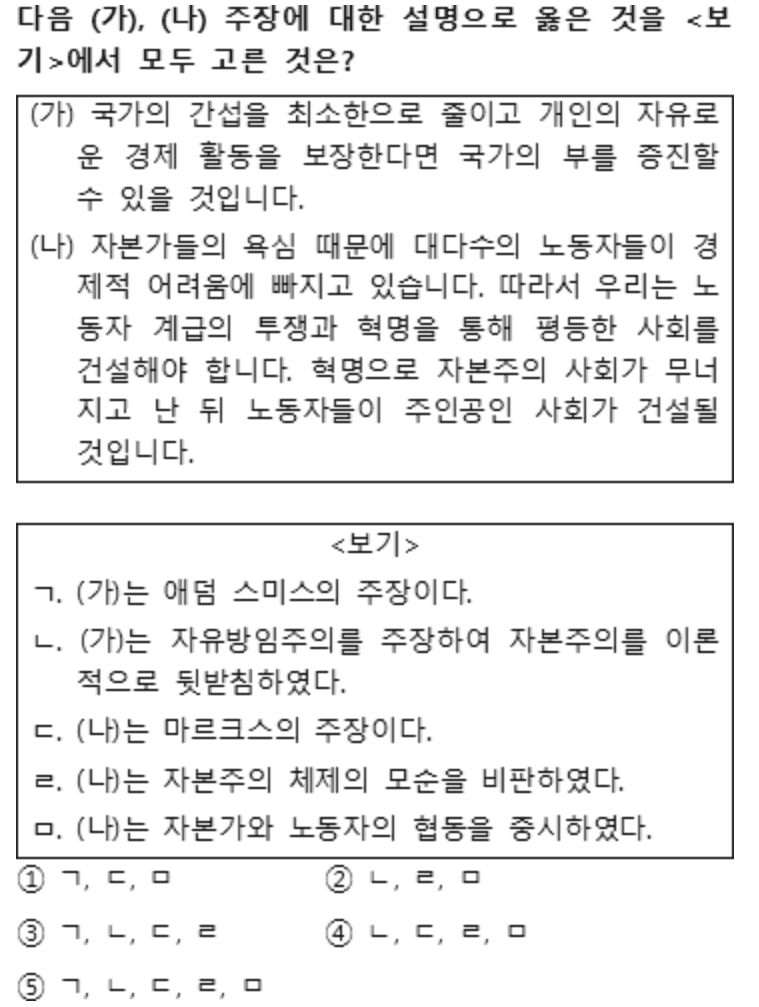 다음 (가), (나) 주장에 대한 설명으로 옳은 것을 <보
기>에서 모두 고른 것은?
(가) 국가의 간섭을 최소한으로 줄이고 개인의 자유로
운 경제 활동을 보장한다면 국가의 부를 증진할
수 있을 것입니다.
(나) 자본가들의 욕심 때문에 대다수의 노동자들이 경
제적 어려움에 빠지고 있습니다. 따라서 우리는 노
동자 계급의 투쟁과 혁명을 통해 평등한 사회를
건설해야 합니다. 혁명으로 자본주의 사회가 무너
지고 난 뒤 노동자들이 주인공인 사회가 건설될
것입니다.
<보기>
ㄱ. (가)는 애덤 스미스의 주장이다.
ㄴ. (가)는 자유방임주의를 주장하여 자본주의를 이론
적으로 뒷받침하였다.
ㄷ. (나)는 마르크스의 주장이다.
ㄹ. (나)는 자본주의 체제의 모순을 비판하였다.
ㅁ. (나)는 자본가와 노동자의 협동을 중시하였다.
① ㄱ, ㄷ, ㅁ ② ㄴ, ㄹ, ㅁ
③ ㄱ, ㄴ, ㄷ, ㄹ ④ ㄴ, ㄷ, ㄹ, ㅁ
⑤ ㄱ, ㄴ, ㄷ, ㄹ, ㅁ